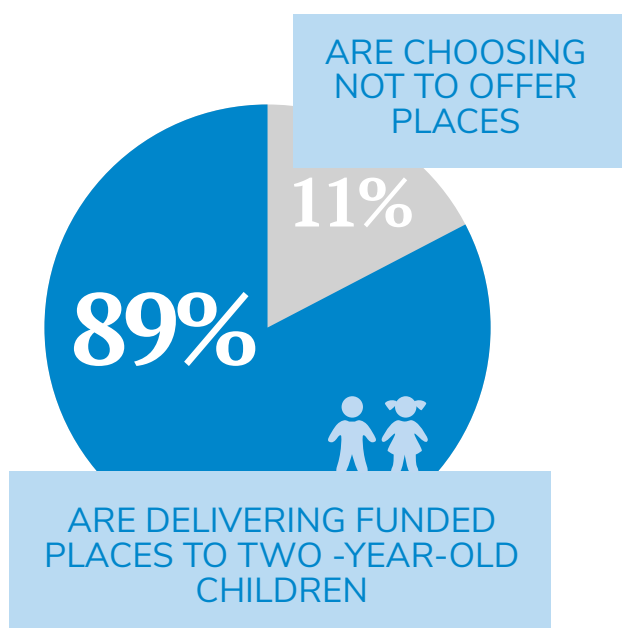 ARE CHOOSING
NOT TO OFFER
PLACES
11%
89%
ARE DELIVERING FUNDED
PLACES TO TWO -YEAR-OLD
CHILDREN